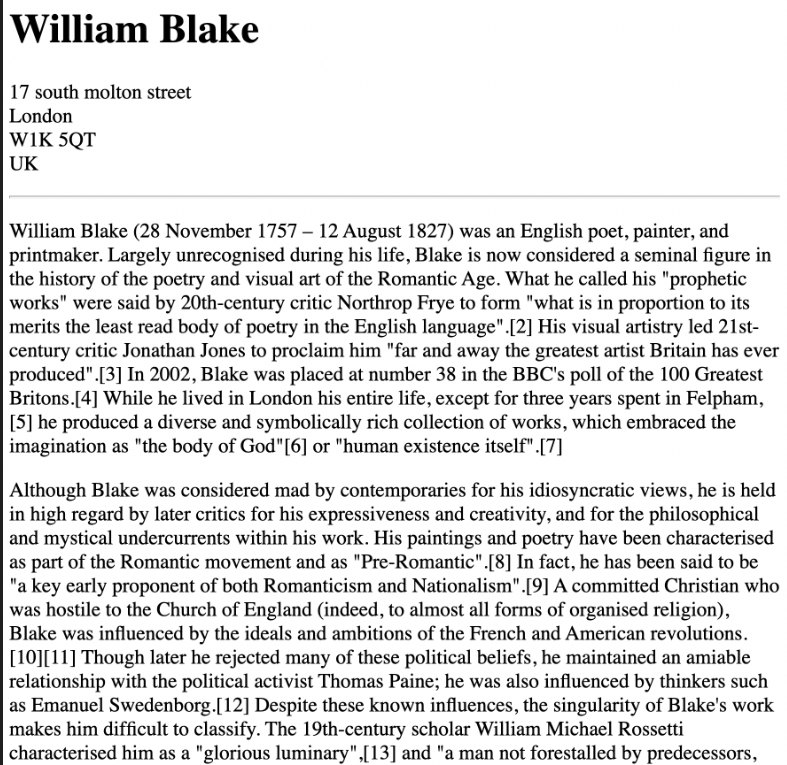 William Blake
17 south molton street
London
W1K 5QT
UK
William Blake (28 November 1757 – 12 August 1827) was an English poet, painter, and
printmaker. Largely unrecognised during his life, Blake is now considered a seminal figure in
the history of the poetry and visual art of the Romantic Age. What he called his "prophetic
works" were said by 20th-century critic Northrop Frye to form "what is in proportion to its
merits the least read body of poetry in the English language".[2] His visual artistry led 21st-
century critic Jonathan Jones to proclaim him "far and away the greatest artist Britain has ever
produced".[3] In 2002, Blake was placed at number 38 in the BBC's poll of the 100 Greatest
Britons.[4] While he lived in London his entire life, except for three years spent in Felpham,
[5] he produced a diverse and symbolically rich collection of works, which embraced the
imagination as "the body of God"[6] or "human existence itself".[7]
Although Blake was considered mad by contemporaries for his idiosyncratic views, he is held
in high regard by later critics for his expressiveness and creativity, and for the philosophical
and mystical undercurrents within his work. His paintings and poetry have been characterised
as part of the Romantic movement and as "Pre-Romantic".[8] In fact, he has been said to be
"a key early proponent of both Romanticism and Nationalism".[9] A committed Christian who
was hostile to the Church of England (indeed, to almost all forms of organised religion),
Blake was influenced by the ideals and ambitions of the French and American revolutions.
[10][11] Though later he rejected many of these political beliefs, he maintained an amiable
relationship with the political activist Thomas Paine; he was also influenced by thinkers such
as Emanuel Swedenborg.[12] Despite these known influences, the singularity of Blake's work
makes him difficult to classify. The 19th-century scholar William Michael Rossetti
characterised him as a "glorious luminary",[13] and "a man not forestalled by predecessors,